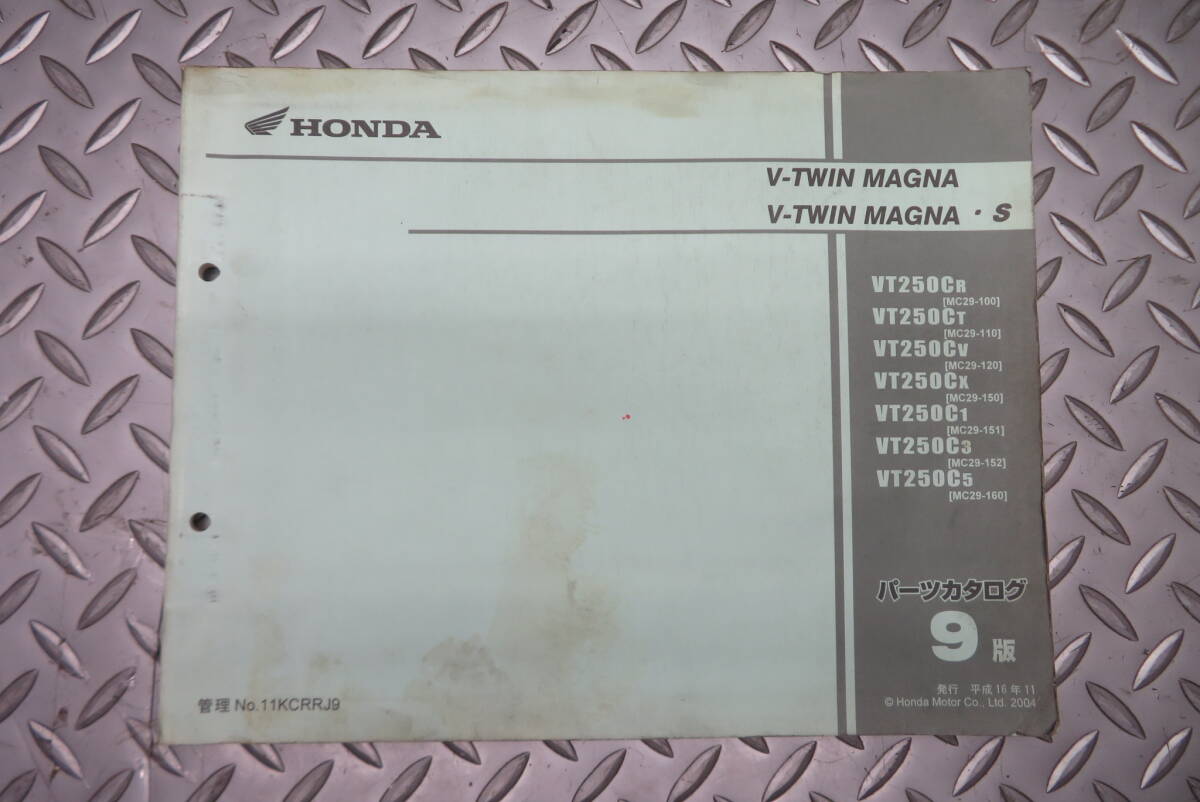 HONDA
V-TWIN MAGNA
V-TWIN MAGNA・S
VT250CR
[MC29-100]
VT250CT
[MC29-110]
VT250CV
[MC29-120]
VT250CX
[MC29-150]
VT250C1
[MC29-151]
VT250C3
[MC29-152]
VT250C5
[MC29-160]
パーツカタログ
9版
発行 平成16年11
© Honda Motor Co., Ltd. 2004
管理 No.11KCRRJ9